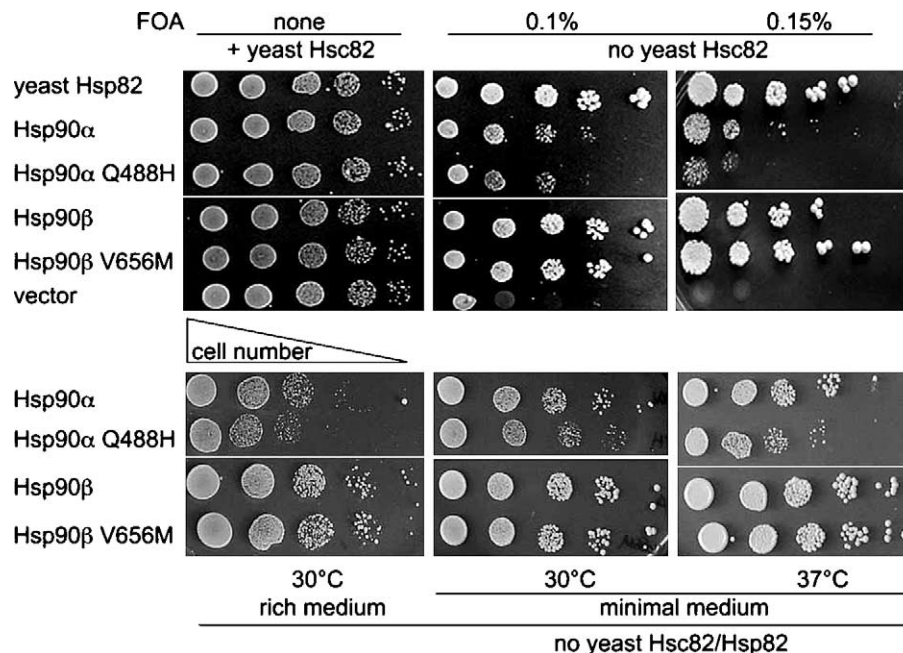 FOA none 0.1% 0.15%
+ yeast Hsc82 no yeast Hsc82
yeast Hsp82
Hsp90α
Hsp90α Q488H
Hsp90β
Hsp90β V656M
vector
cell number
Hsp90α
Hsp90α Q488H
Hsp90β
Hsp90β V656M
30°C 30°C 37°C
rich medium minimal medium
no yeast Hsc82/Hsp82